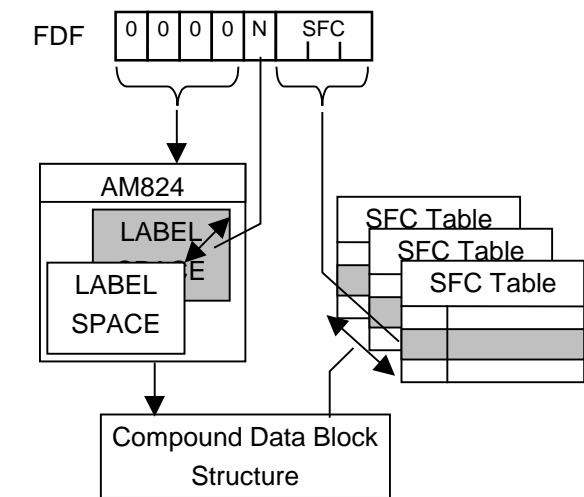 FDF 0 0 0 0 N SFC
AM824
LABEL
SPACE
LABEL
SPACE
SFC Table
SFC Table
SFC Table
Compound Data Block
Structure